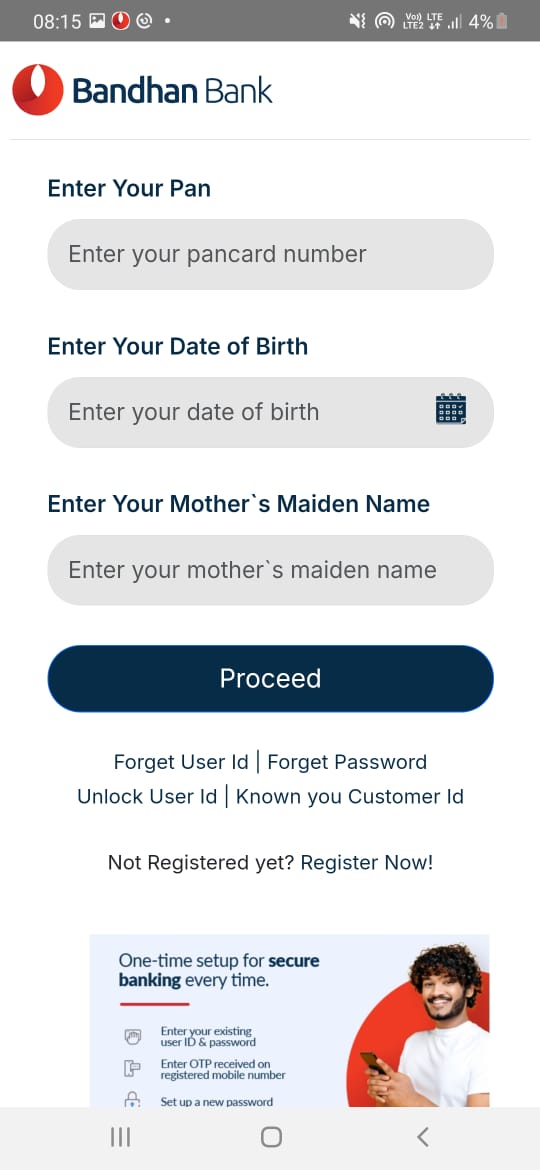 08:15
Vo)) LTE
LTE2
4%
Bandhan Bank
Enter Your Pan
Enter your pancard number
Enter Your Date of Birth
Enter your date of birth
Enter Your Mother`s Maiden Name
Enter your mother`s maiden name
Proceed
Forget User Id | Forget Password
Unlock User Id | Known you Customer Id
Not Registered yet? Register Now!
One-time setup for secure
banking every time.
Enter your existing
user ID & password
Enter OTP received on
registered mobile number
Set up a new password